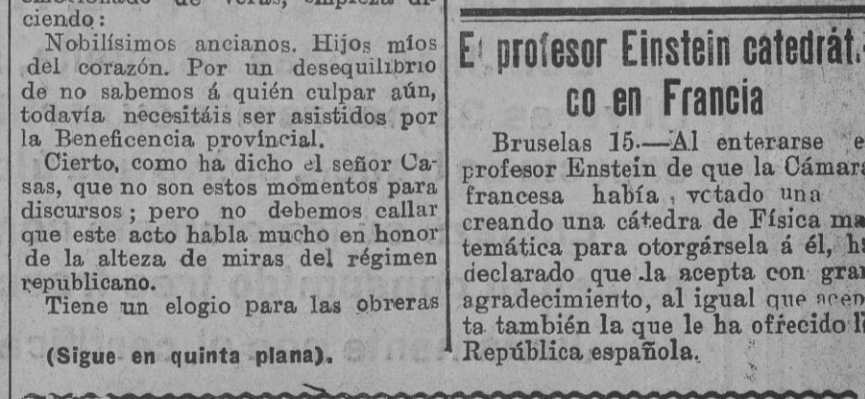 ciendo:
Nobilísimos ancianos. Hijos míos
del corazón. Por un desequilibrio
de no sabemos á quién culpar aún,
todavía necesitáis ser asistidos por
la Beneficencia provincial.
Cierto, como ha dicho el señor Ca-
sas, que no son estos momentos para
discursos; pero no debemos callar
que este acto habla mucho en honor
de la alteza de miras del régimen
republicano.
Tiene un elogio para las obreras
(Sigue en quinta plana).
E profesor Einstein catedrát
co en Francia
Bruselas 15.—Al enterarse e
profesor Enstein de que la Cámara
francesa había votado una
creando una cátedra de Física ma
temática para otorgársela á él, h
declarado que la acepta con gra
agradecimiento, al igual que acep
ta también la que le ha ofrecido l
República española.